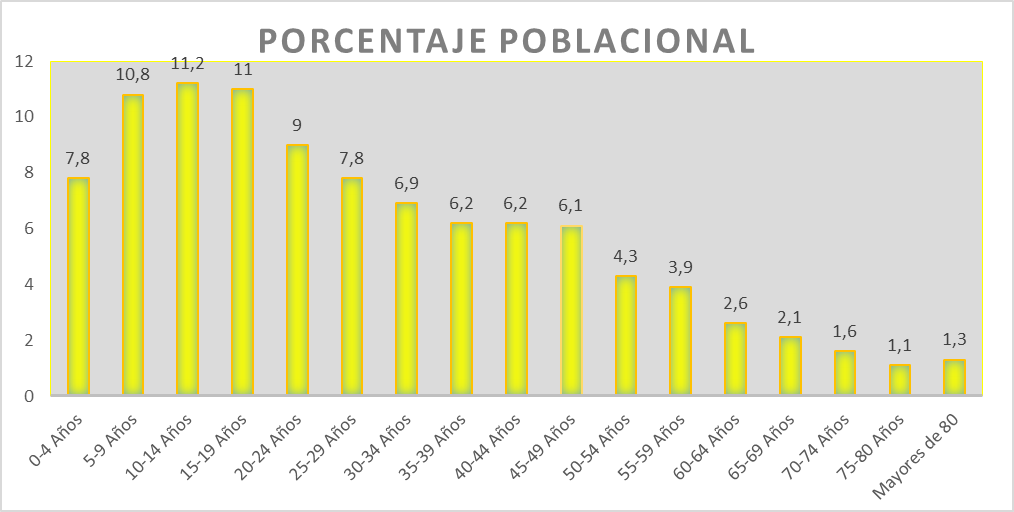 PORCENTAJE POBLACIONAL
12
10
8
6
4
2
0
7,8
10,8
11,2
11
9
7,8
6,9
6,2
6,2
6,1
4,3
3,9
2,6
2,1
1,6
1,1
1,3
0-4 Años
5-9 Años
10-14 Años
15-19 Años
20-24 Años
25-29 Años
30-34 Años
35-39 Años
40-44 Años
45-49 Años
50-54 Años
55-59 Años
60-64 Años
65-69 Años
70-74 Años
75-80 Años
Mayores de 80